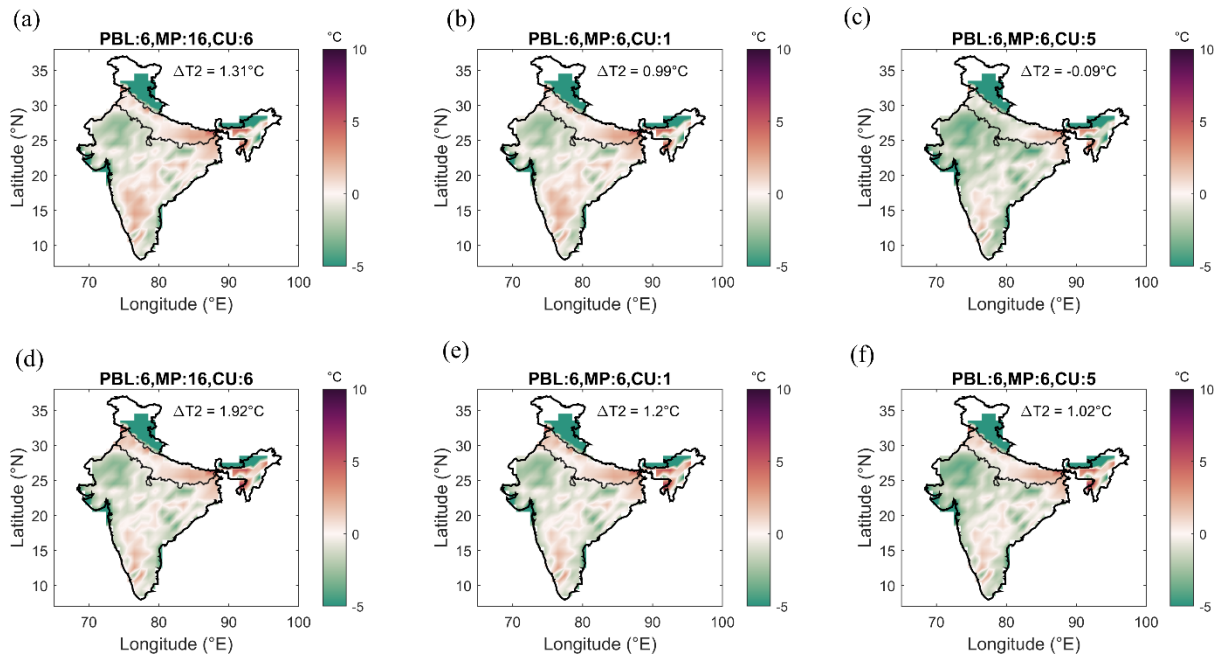 (a)
PBL:6,MP:16,CU:6
°C
ΔT2 = 1.31°C
10
5
0
-5
35
30
25
20
15
10
Latitude (°N)
70 80 90 100
Longitude (°E)
(b)
PBL:6,MP:6,CU:1
°C
ΔT2 = 0.99°C
10
5
0
-5
35
30
25
20
15
10
Latitude (°N)
70 80 90 100
Longitude (°E)
(c)
PBL:6,MP:6,CU:5
°C
ΔT2 = -0.09°C
10
5
0
-5
35
30
25
20
15
10
Latitude (°N)
70 80 90 100
Longitude (°E)
(d)
PBL:6,MP:16,CU:6
°C
ΔT2 = 1.92°C
10
5
0
-5
35
30
25
20
15
10
Latitude (°N)
70 80 90 100
Longitude (°E)
(e)
PBL:6,MP:6,CU:1
°C
ΔT2 = 1.2°C
10
5
0
-5
35
30
25
20
15
10
Latitude (°N)
70 80 90 100
Longitude (°E)
(f)
PBL:6,MP:6,CU:5
°C
ΔT2 = 1.02°C
10
5
0
-5
35
30
25
20
15
10
Latitude (°N)
70 80 90 100
Longitude (°E)